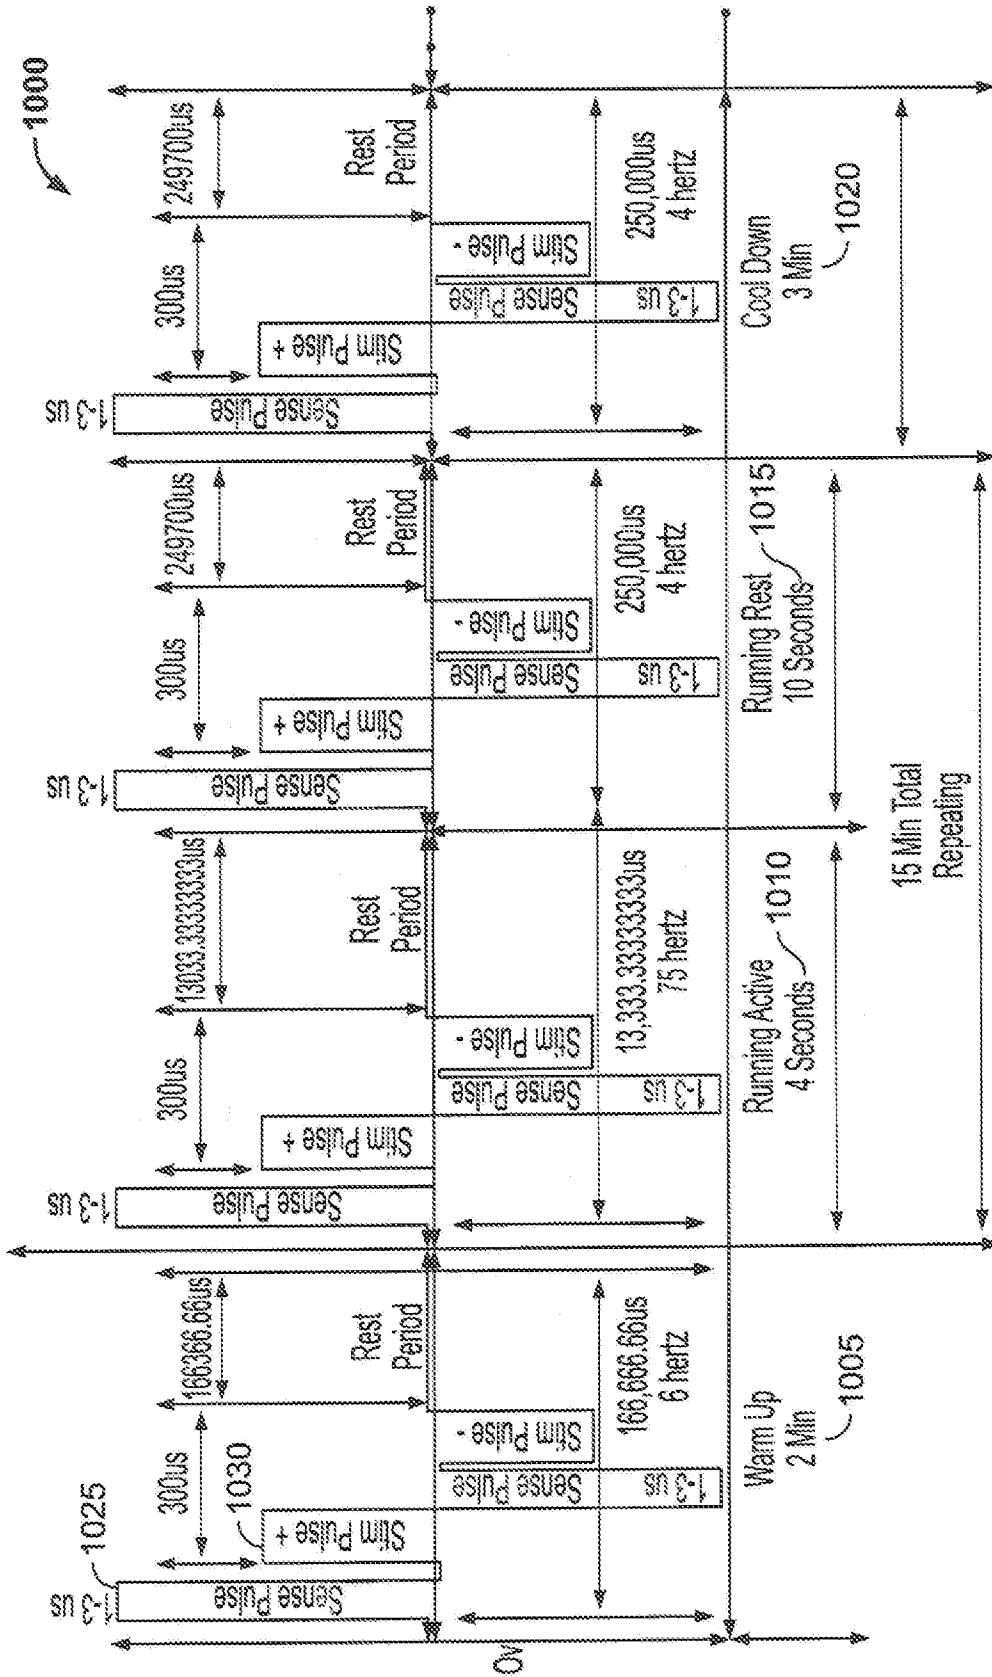 1000
1-3 us
1025
300us
166366.66us
1-3 us
300us
13033.33333333us
1-3 us
300us
249700us
1-3 us
300us
249700us
1030
Sense Pulse
Stim Pulse +
Rest
Period
Sense Pulse
Stim Pulse +
Rest
Period
Sense Pulse
Stim Pulse +
Rest
Period
Sense Pulse
Stim Pulse +
Rest
Period
0v
Sense Pulse
1-3 us
Stim Pulse -
166,666.66us
6 hertz
Sense Pulse
1-3 us
Stim Pulse -
13,333.33333333us
75 hertz
Sense Pulse
1-3 us
Stim Pulse -
250,000us
4 hertz
Sense Pulse
1-3 us
Stim Pulse -
250,000us
4 hertz
Warm Up
2 Min
1005
Running Active
4 Seconds
1010
Running Rest
10 Seconds
1015
Cool Down
3 Min
1020
15 Min Total
Repeating